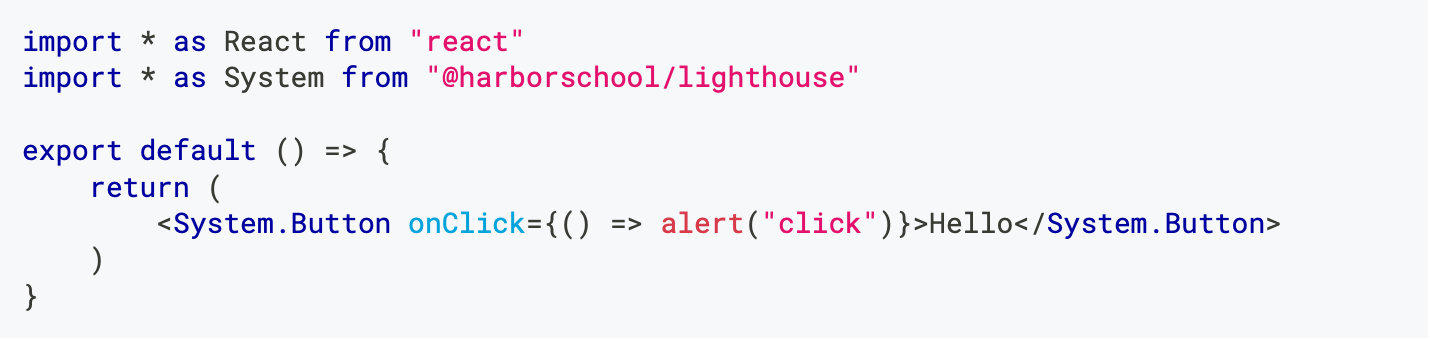 import * as React from "react"
import * as System from "@harborschool/lighthouse"

export default () => {
    return (
        <System.Button onClick={() => alert("click")}>Hello</System.Button>
    )
}